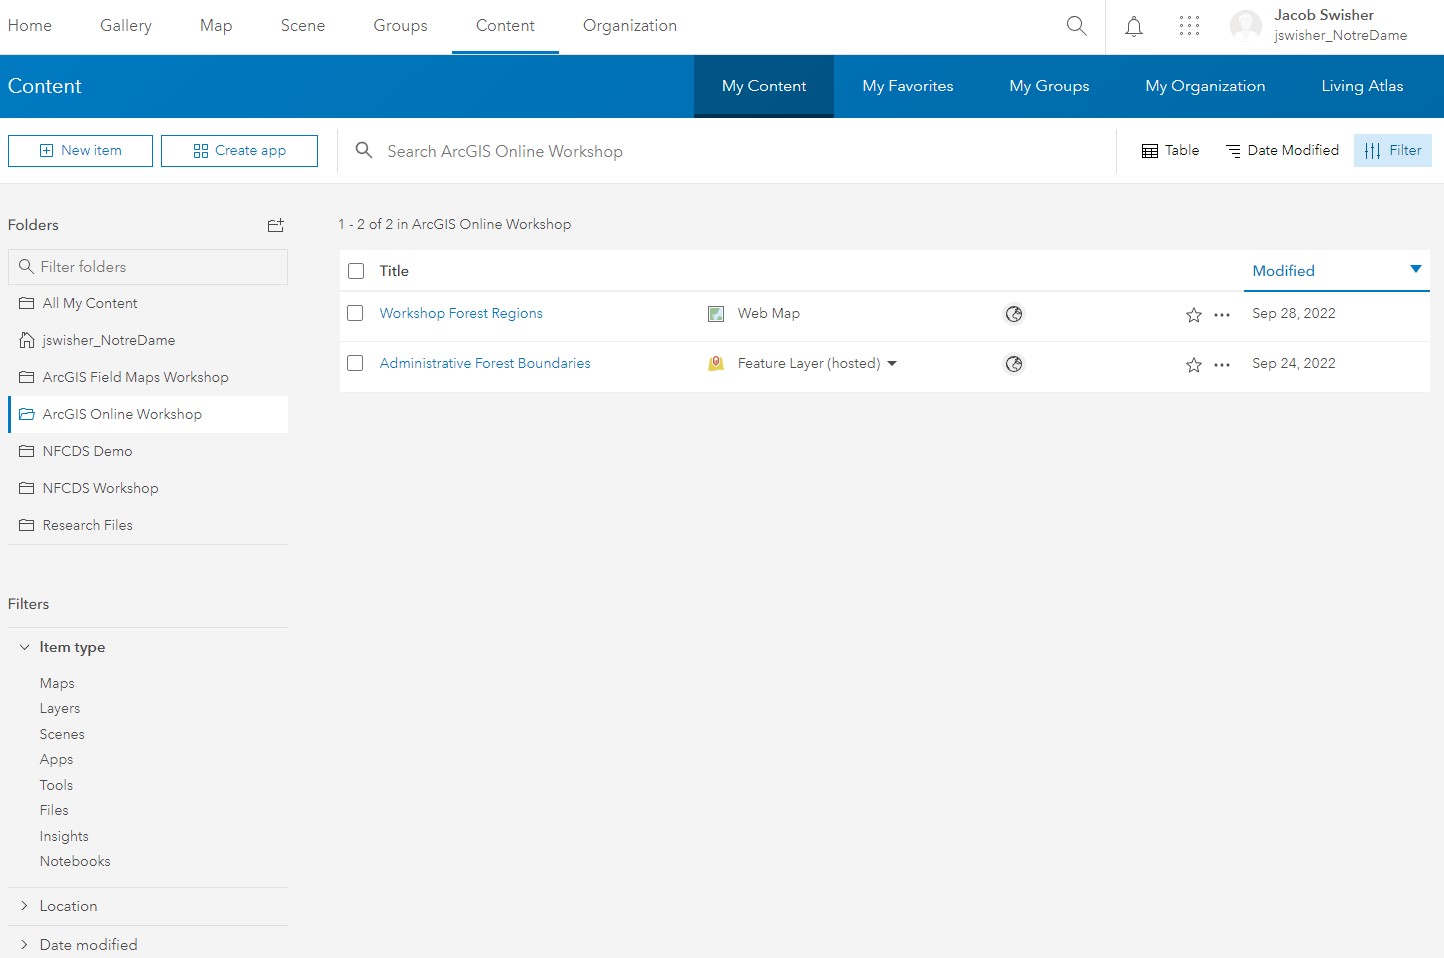 Home Gallery Map Scene Groups Content Organization
Jacob Swisher
jswisher_NotreDame
Content My Content My Favorites My Groups My Organization Living Atlas
New item Create app Search ArcGIS Online Workshop Table Date Modified Filter
Folders
1 - 2 of 2 in ArcGIS Online Workshop
Filter folders
Title Modified
All My Content
Workshop Forest Regions Web Map Sep 28, 2022
jswisher_NotreDame
Administrative Forest Boundaries Feature Layer (hosted) Sep 24, 2022
ArcGIS Field Maps Workshop
ArcGIS Online Workshop
NFCDS Demo
NFCDS Workshop
Research Files
Filters
Item type
Maps
Layers
Scenes
Apps
Tools
Files
Insights
Notebooks
Location
Date modified